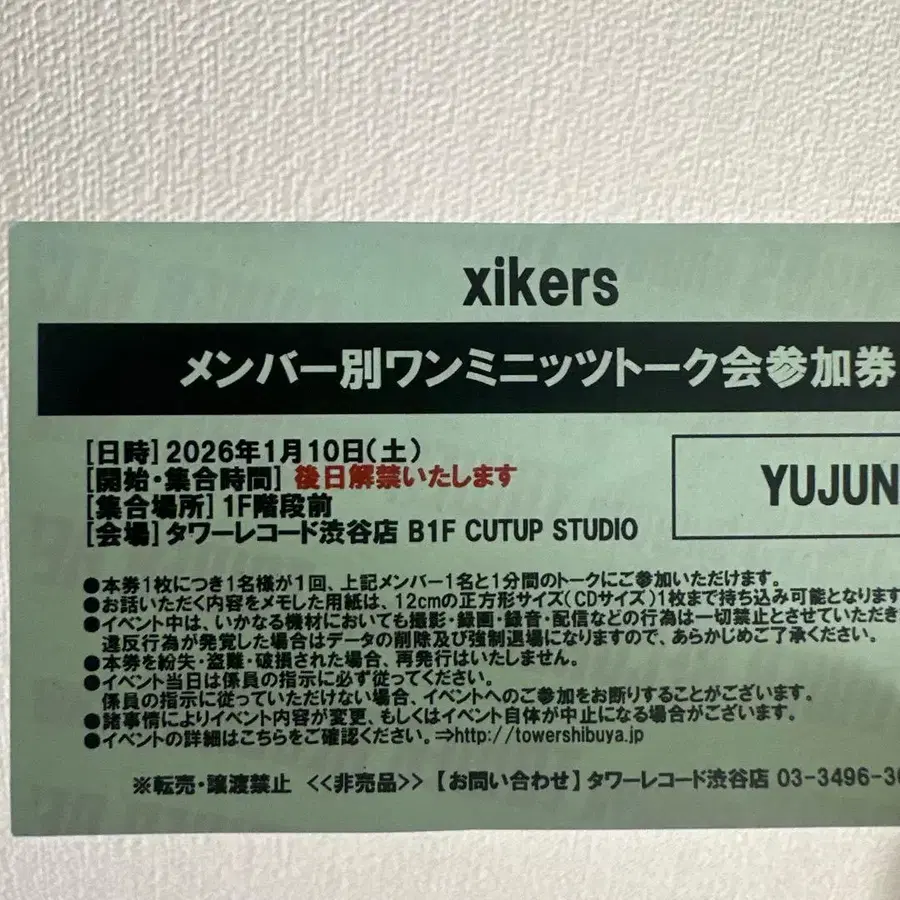 xikers
メンバー別ワンミニッツトーク会参加券
[日時] 2026年1月10日(土)
[開始・集合時間] 後日解禁いたします
[集合場所] 1F階段前
[会場] タワーレコード渋谷店 B1F CUTUP STUDIO
YUJUN
●本券1枚につき1名様が1回、上記メンバー1名と1分間のトークにご参加いただけます。
●お話いただく内容をメモした用紙は、12cmの正方形サイズ(CDサイズ)1枚まで持ち込み可能となります
●イベント中は、いかなる機材においても撮影・録画・録音・配信などの行為は一切禁止とさせていただき
違反行為が発覚した場合はデータの削除及び強制退場になりますので、あらかじめご了承ください。
●本券を紛失・盗難・破損された場合、再発行はいたしません。
●イベント当日は係員の指示に必ず従ってください。
係員の指示に従っていただけない場合、イベントへのご参加をお断りすることがございます。
●諸事情によりイベント内容が変更、もしくはイベント自体が中止になる場合がございます。
●イベントの詳細はこちらをご確認ください。⇒http://towershibuya.jp
※転売・譲渡禁止 <<非売品>> 【お問い合わせ】タワーレコード渋谷店 03-3496-3